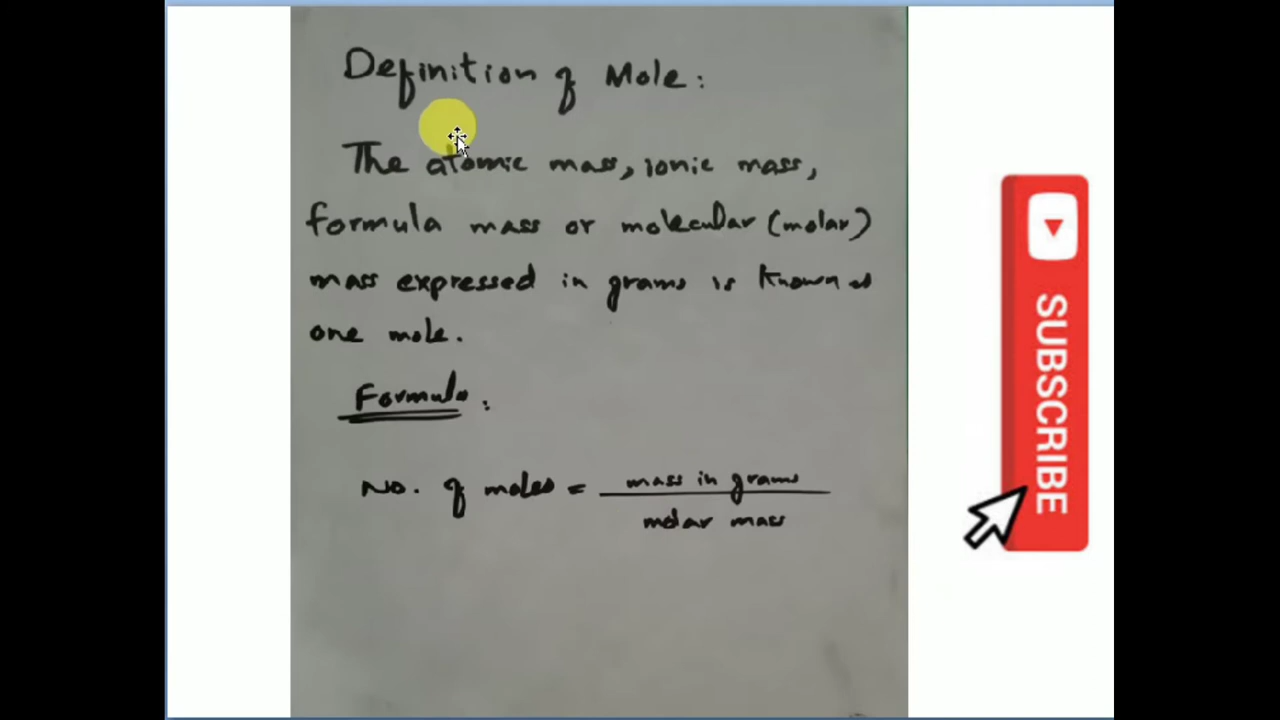 Definition of Mole:
The atomic mass, ionic mass,
formula mass or molecular (molar)
mass expressed in grams is known as
one mole.
Formula:
No. of moles = mass in grams
molar mass
SUBSCRIBE